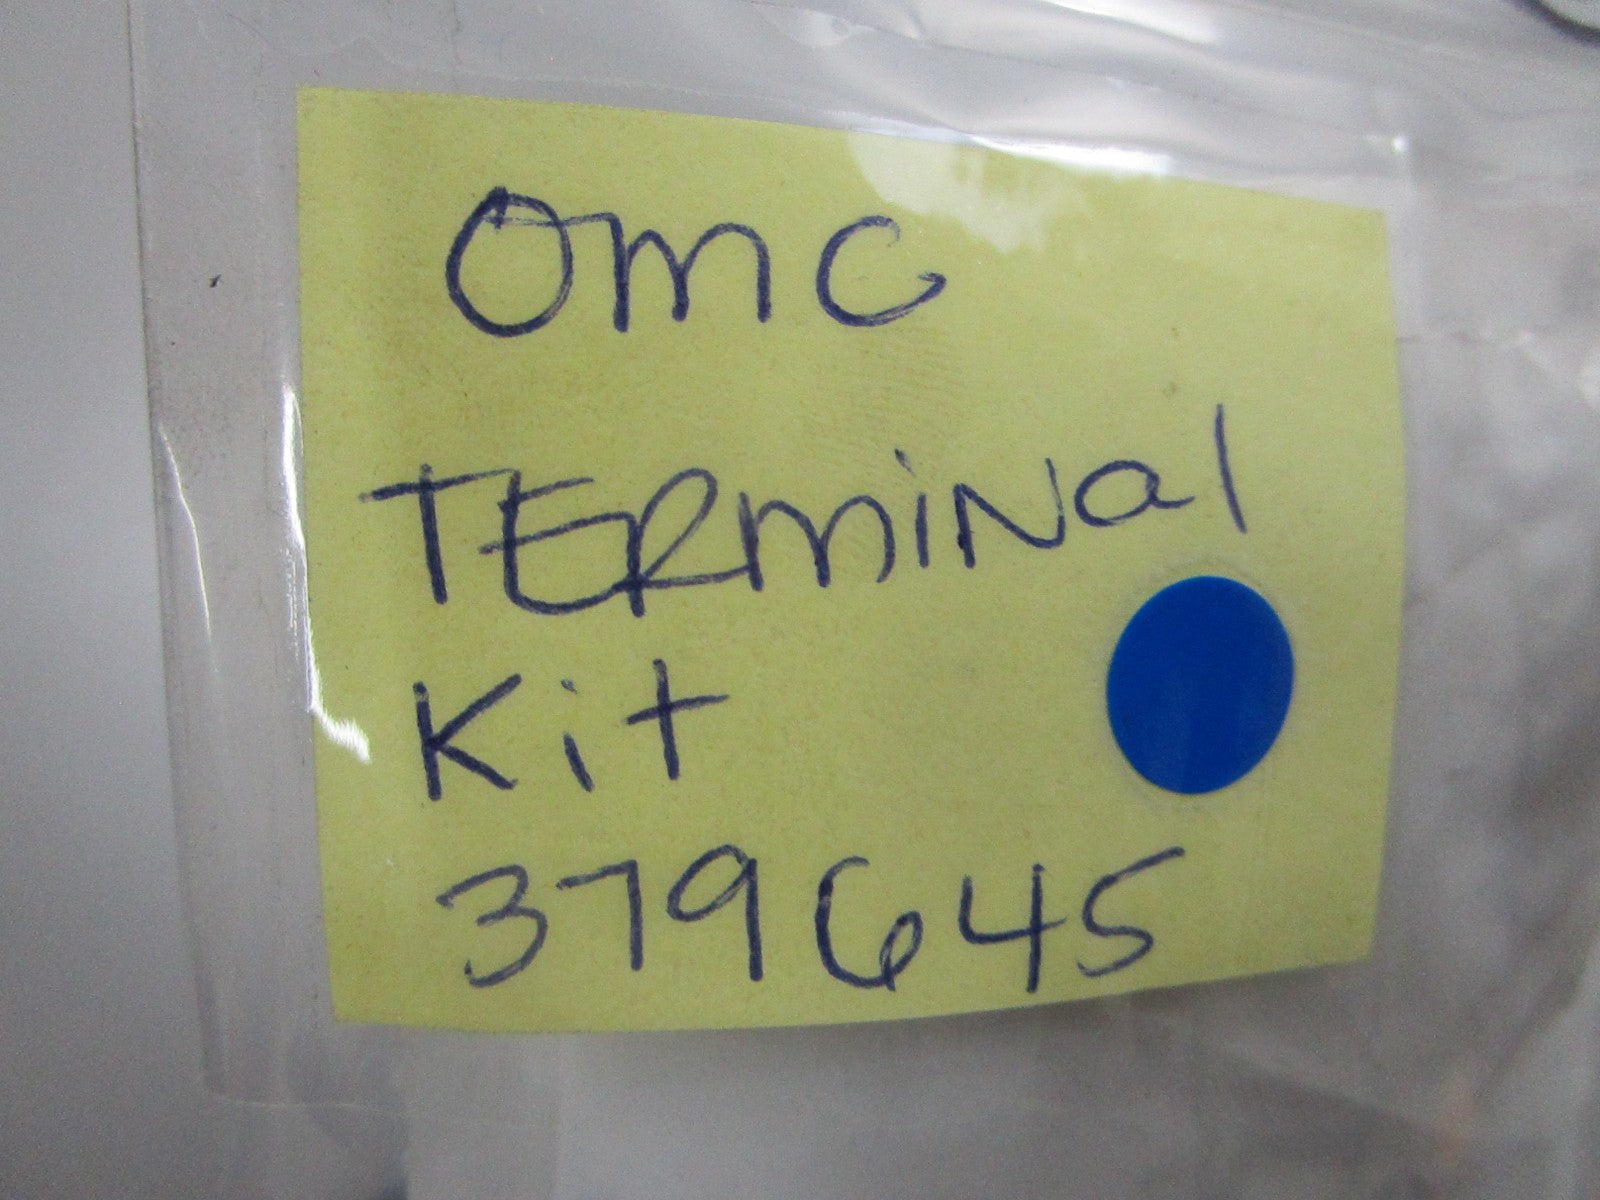 Omc
TERMiNal
Kit
379645